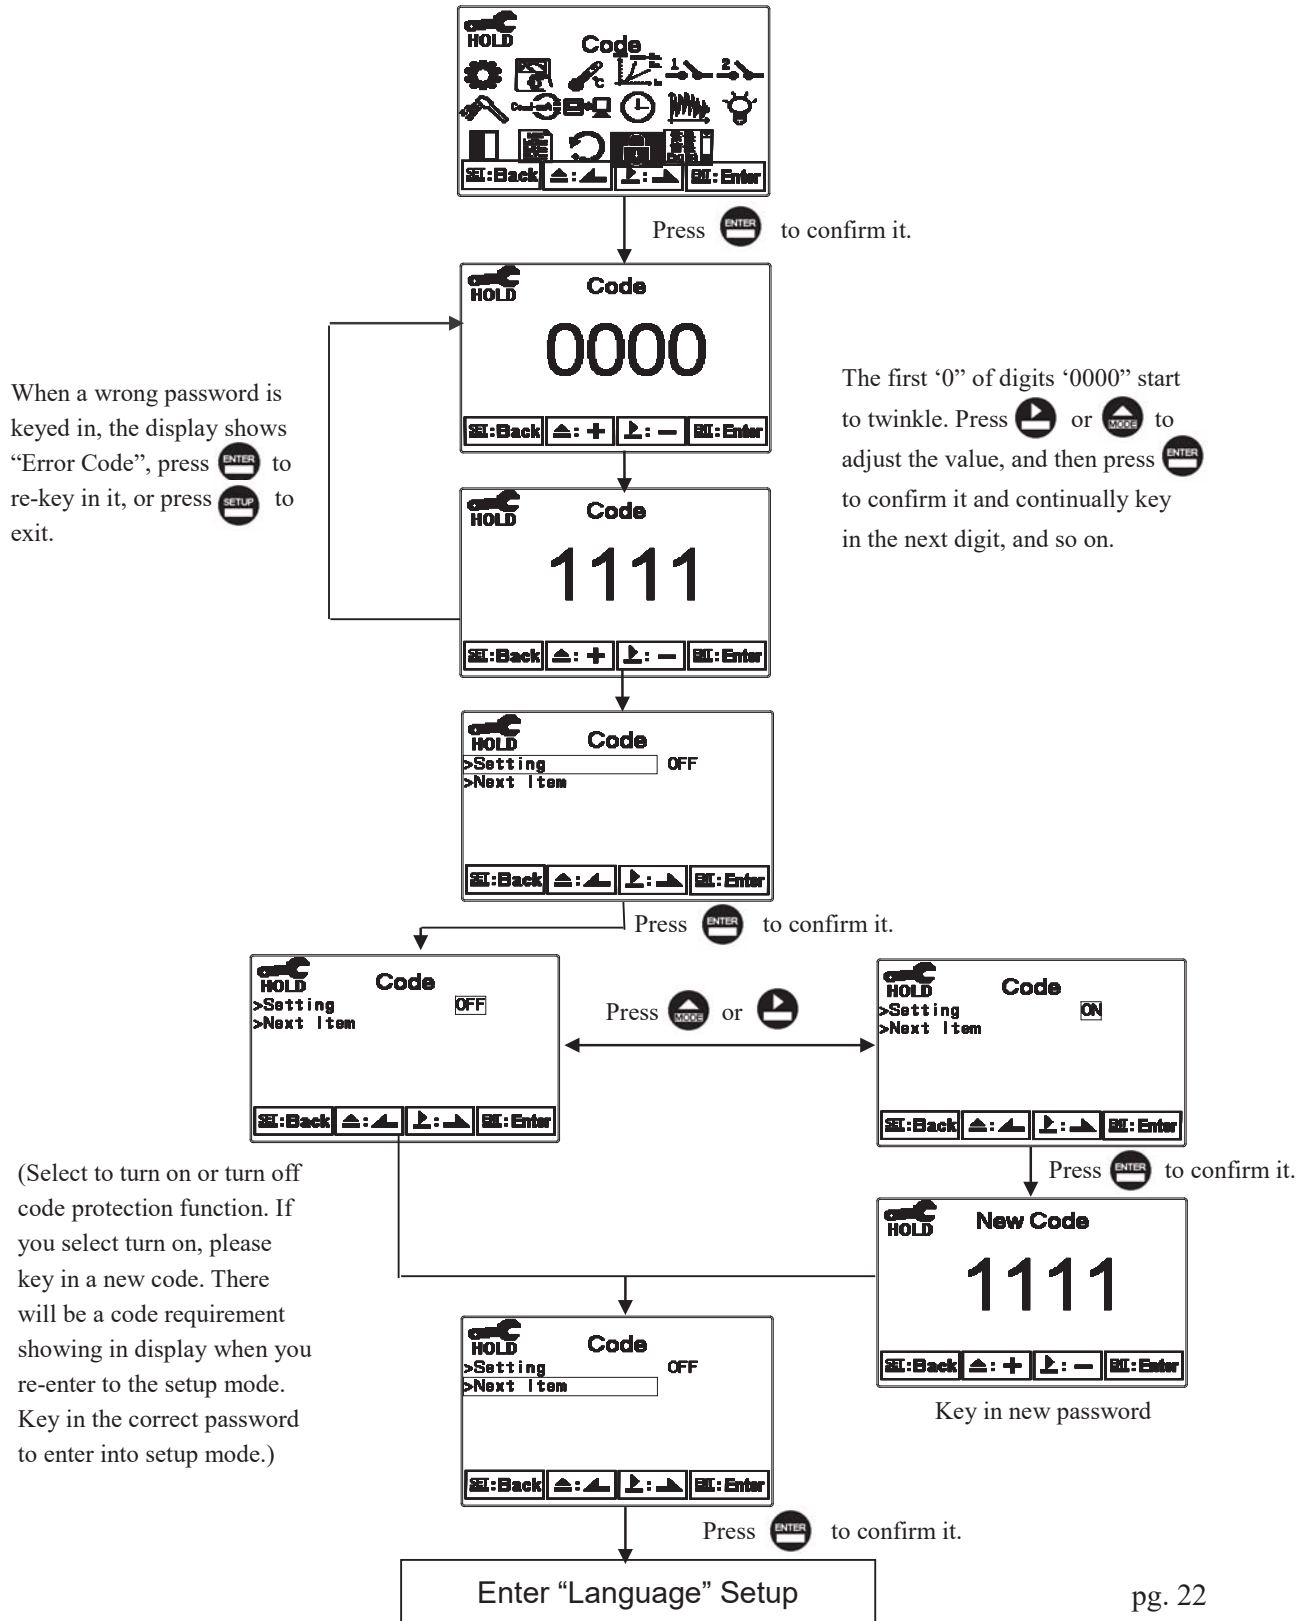 HOLD
Code
℃
1
2
SET:Back
:
:
ENT:Enter
Press ENTER to confirm it.
HOLD
Code
0000
SET:Back
: +
: −
ENT:Enter
When a wrong password is
keyed in, the display shows
“Error Code”, press ENTER to
re-key in it, or press SETUP to
exit.
The first ‘0” of digits ‘0000” start
to twinkle. Press or MODE to
adjust the value, and then press ENTER
to confirm it and continually key
in the next digit, and so on.
HOLD
Code
1111
SET:Back
: +
: −
ENT:Enter
HOLD
Code
>Setting OFF
>Next Item
SET:Back
:
:
ENT:Enter
Press ENTER to confirm it.
HOLD
Code
>Setting OFF
>Next Item
SET:Back
:
:
ENT:Enter
Press MODE or
HOLD
Code
>Setting ON
>Next Item
SET:Back
:
:
ENT:Enter
Press ENTER to confirm it.
(Select to turn on or turn off
code protection function. If
you select turn on, please
key in a new code. There
will be a code requirement
showing in display when you
re-enter to the setup mode.
Key in the correct password
to enter into setup mode.)
HOLD
New Code
1111
SET:Back
: +
: −
ENT:Enter
Key in new password
HOLD
Code
>Setting OFF
>Next Item
SET:Back
:
:
ENT:Enter
Press ENTER to confirm it.
Enter “Language” Setup
pg. 22